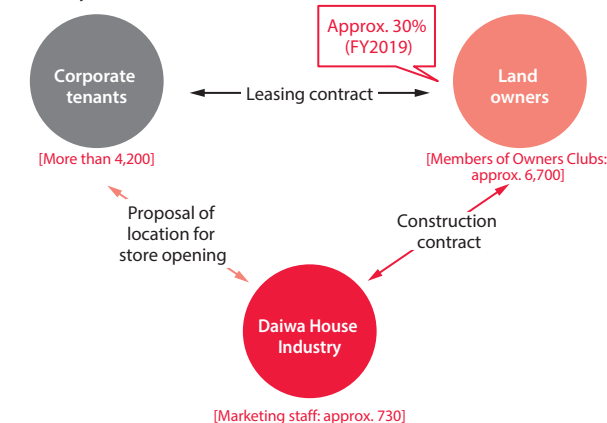 Approx. 30%
(FY2019)
Corporate
tenants
Leasing contract
Land
owners
[More than 4,200]
[Members of Owners Clubs:
approx. 6,700]
Proposal of
location for
store opening
Construction
contract
Daiwa House
Industry
[Marketing staff: approx. 730]